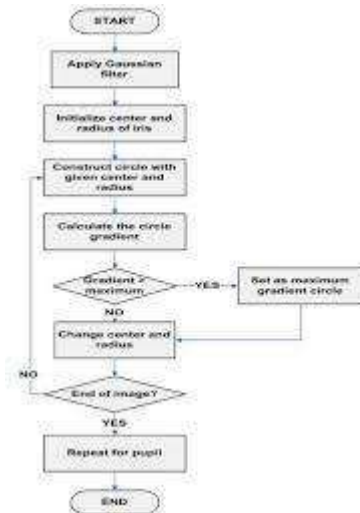 START
Apply Gaussian
filter
Initialize center and
radius of iris
Construct circle with
given center and
radius
Calculate the circle
gradient
Gradient >
maximum
YES
Set as maximum
gradient circle
NO
Change center and
radius
NO
End of image?
YES
Repeat for pupil
END